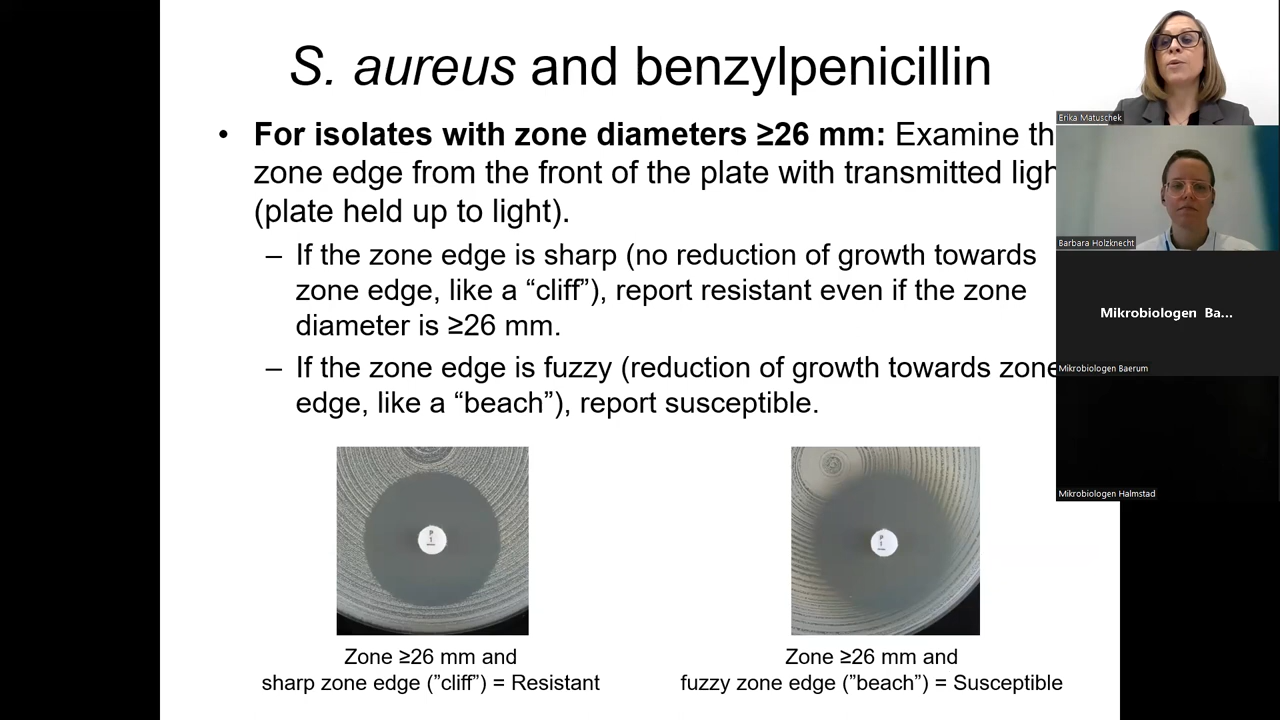 S. aureus and benzylpenicillin
• For isolates with zone diameters ≥26 mm: Examine th
zone edge from the front of the plate with transmitted ligh
(plate held up to light).
– If the zone edge is sharp (no reduction of growth towards
zone edge, like a “cliff”), report resistant even if the zone
diameter is ≥26 mm.
– If the zone edge is fuzzy (reduction of growth towards zone
edge, like a “beach”), report susceptible.
P
1
P
1
Zone ≥26 mm and
sharp zone edge (”cliff”) = Resistant
Zone ≥26 mm and
fuzzy zone edge (”beach”) = Susceptible
Erika Matuschek
Barbara Holzknecht
Mikrobiologen Ba...
Mikrobiologen Baerum
Mikrobiologen Halmstad